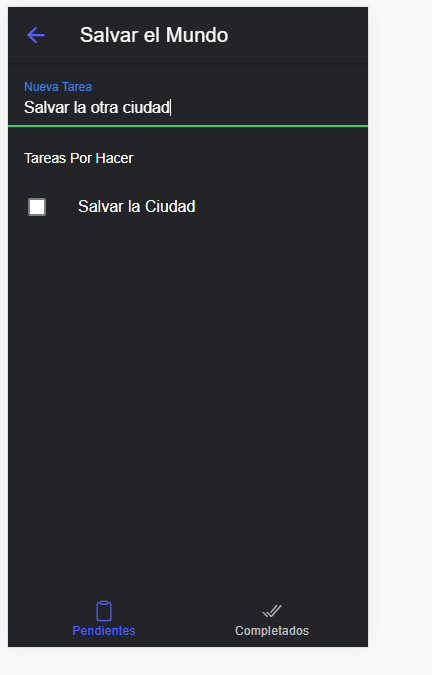 Salvar el Mundo
Nueva Tarea
Salvar la otra ciudad
Tareas Por Hacer
Salvar la Ciudad
Pendientes
Completados